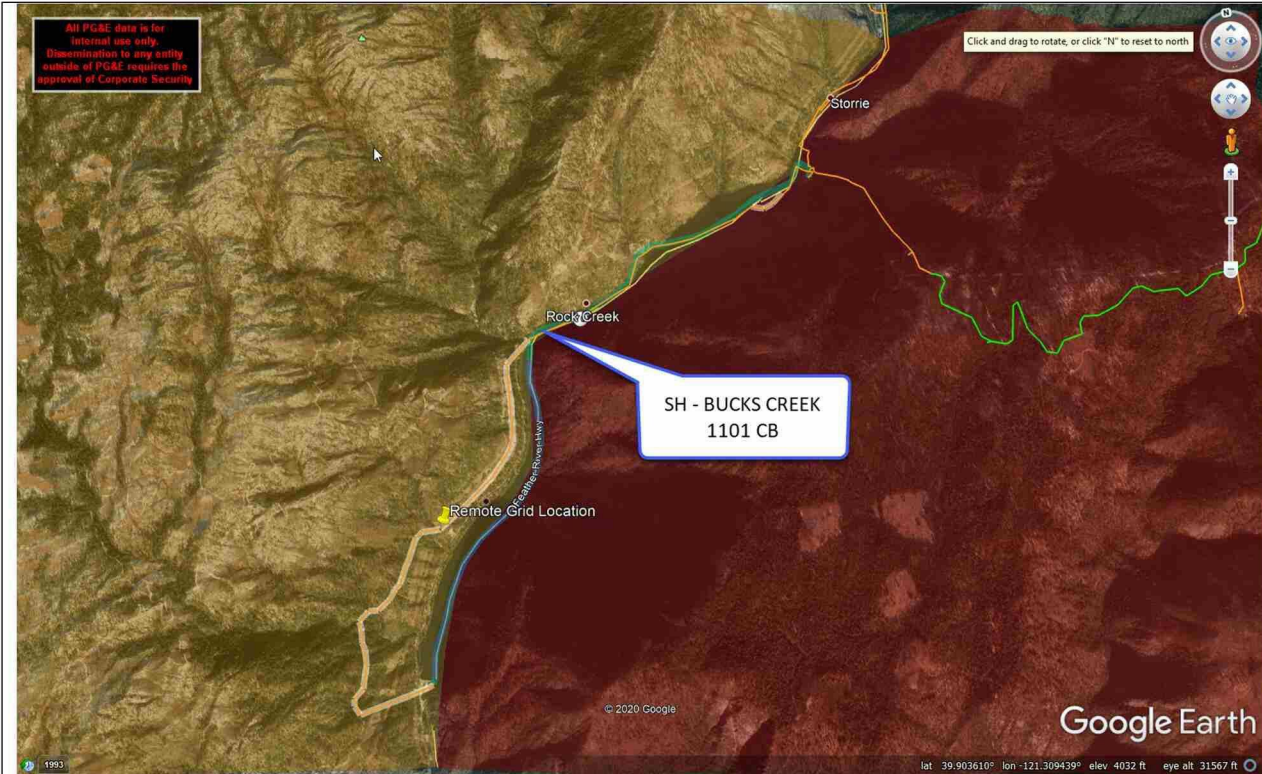 All PG&E data is for
internal use only.
Dissemination to any entity
outside of PG&E requires the
approval of Corporate Security
Click and drag to rotate, or click "N" to reset to north
N
Storrie
Rock Creek
SH - BUCKS CREEK
1101 CB
Feather River Hwy
Remote Grid Location
© 2020 Google
Google Earth
1993
lat 39.903610° lon -121.309439° elev 4032 ft eye alt 31567 ft